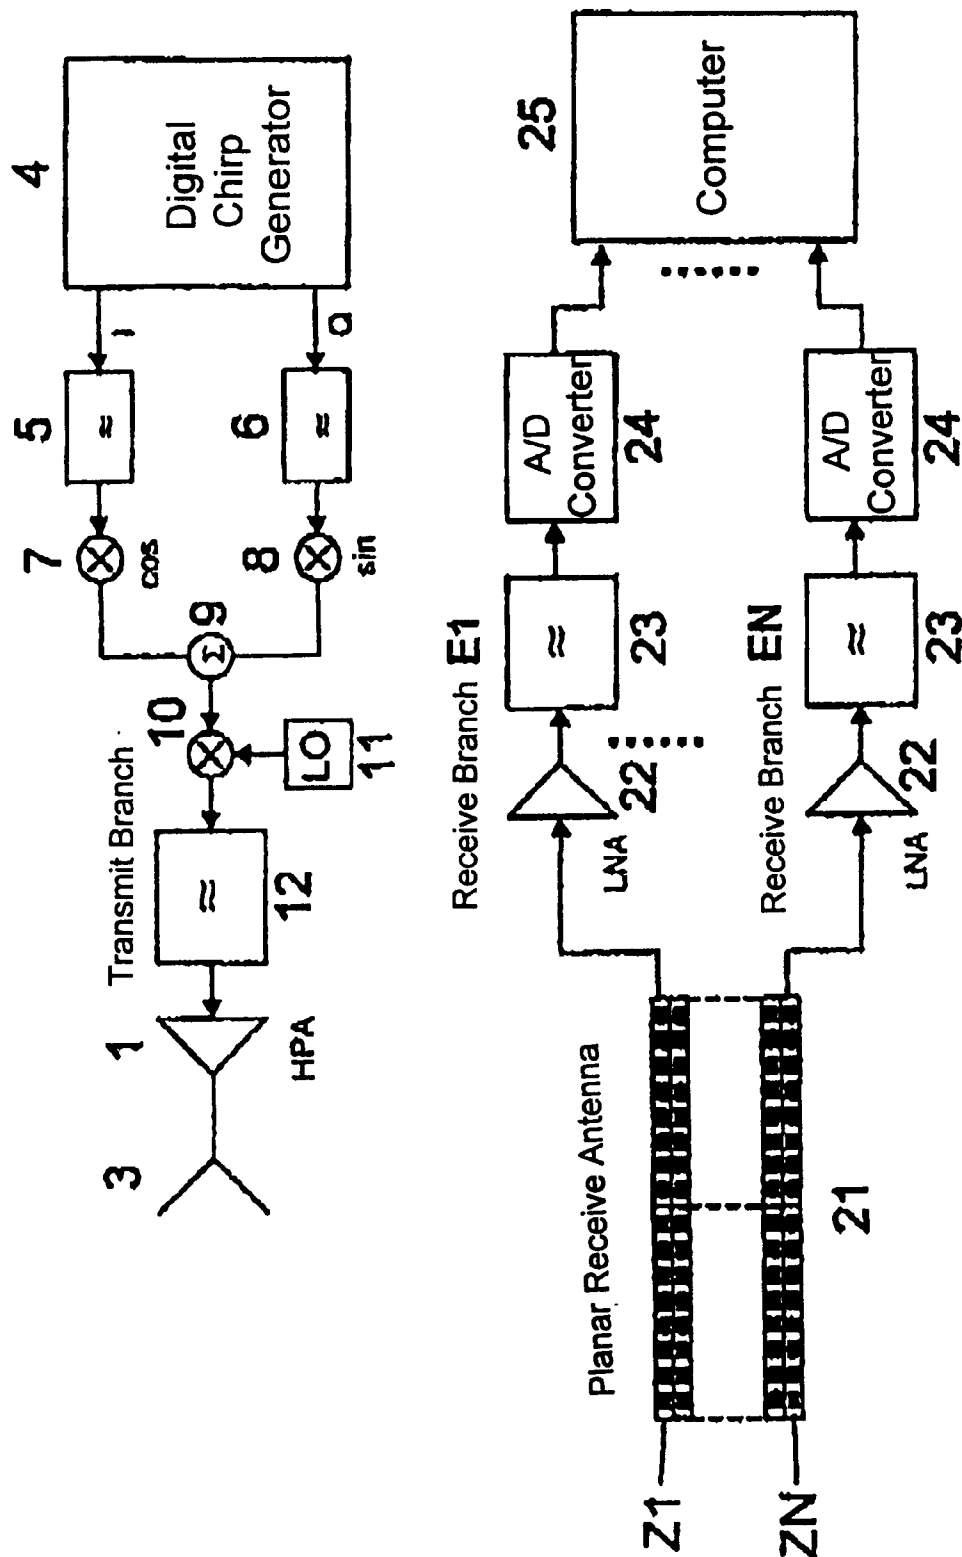 Transmit Branch
3
1
HPA
12
10
LO
11
9
Σ
7
cos
8
sin
5
≈
6
≈
I
Q
4
Digital
Chirp
Generator
≈
Planar Receive Antenna
Z1
ZN
21
Receive Branch E1
LNA
22
≈
23
A/D
Converter
24
Receive Branch EN
LNA
22
≈
23
A/D
Converter
24
25
Computer